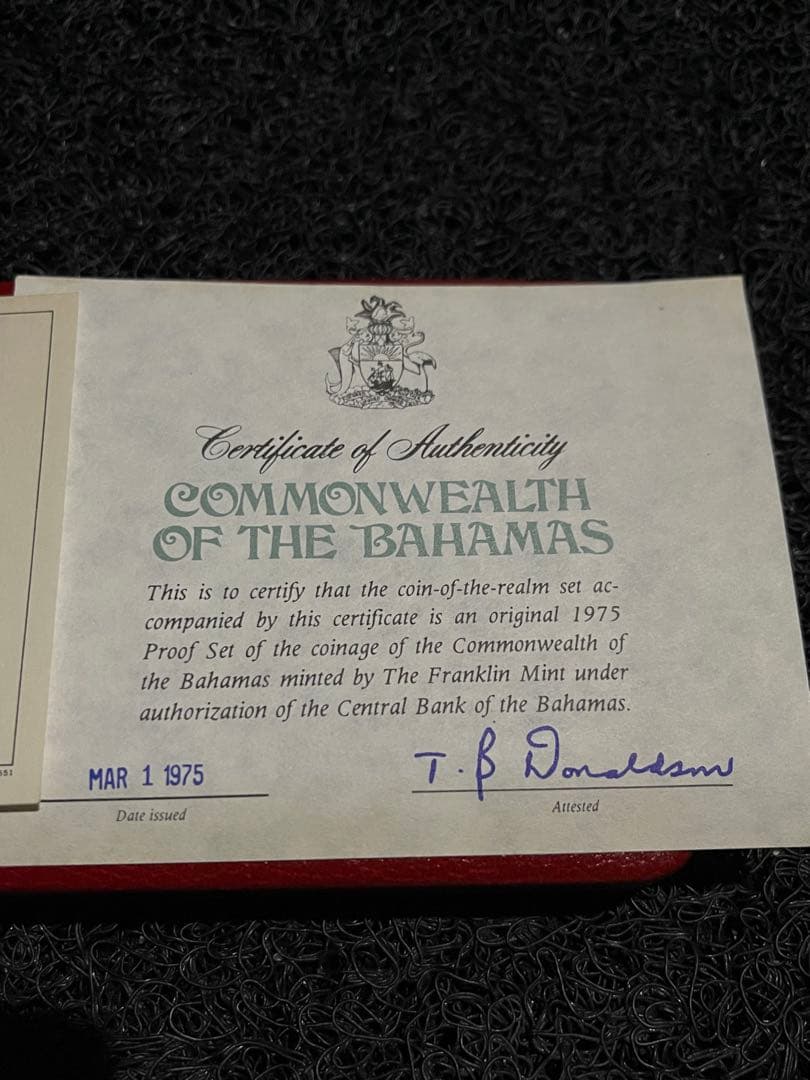 Certificate of Authenticity
COMMONWEALTH
OF THE BAHAMAS
This is to certify that the coin-of-the-realm set ac-
companied by this certificate is an original 1975
Proof Set of the coinage of the Commonwealth of
the Bahamas minted by The Franklin Mint under
authorization of the Central Bank of the Bahamas.
MAR 1 1975
T. B Donaldson
Date issued
Attested